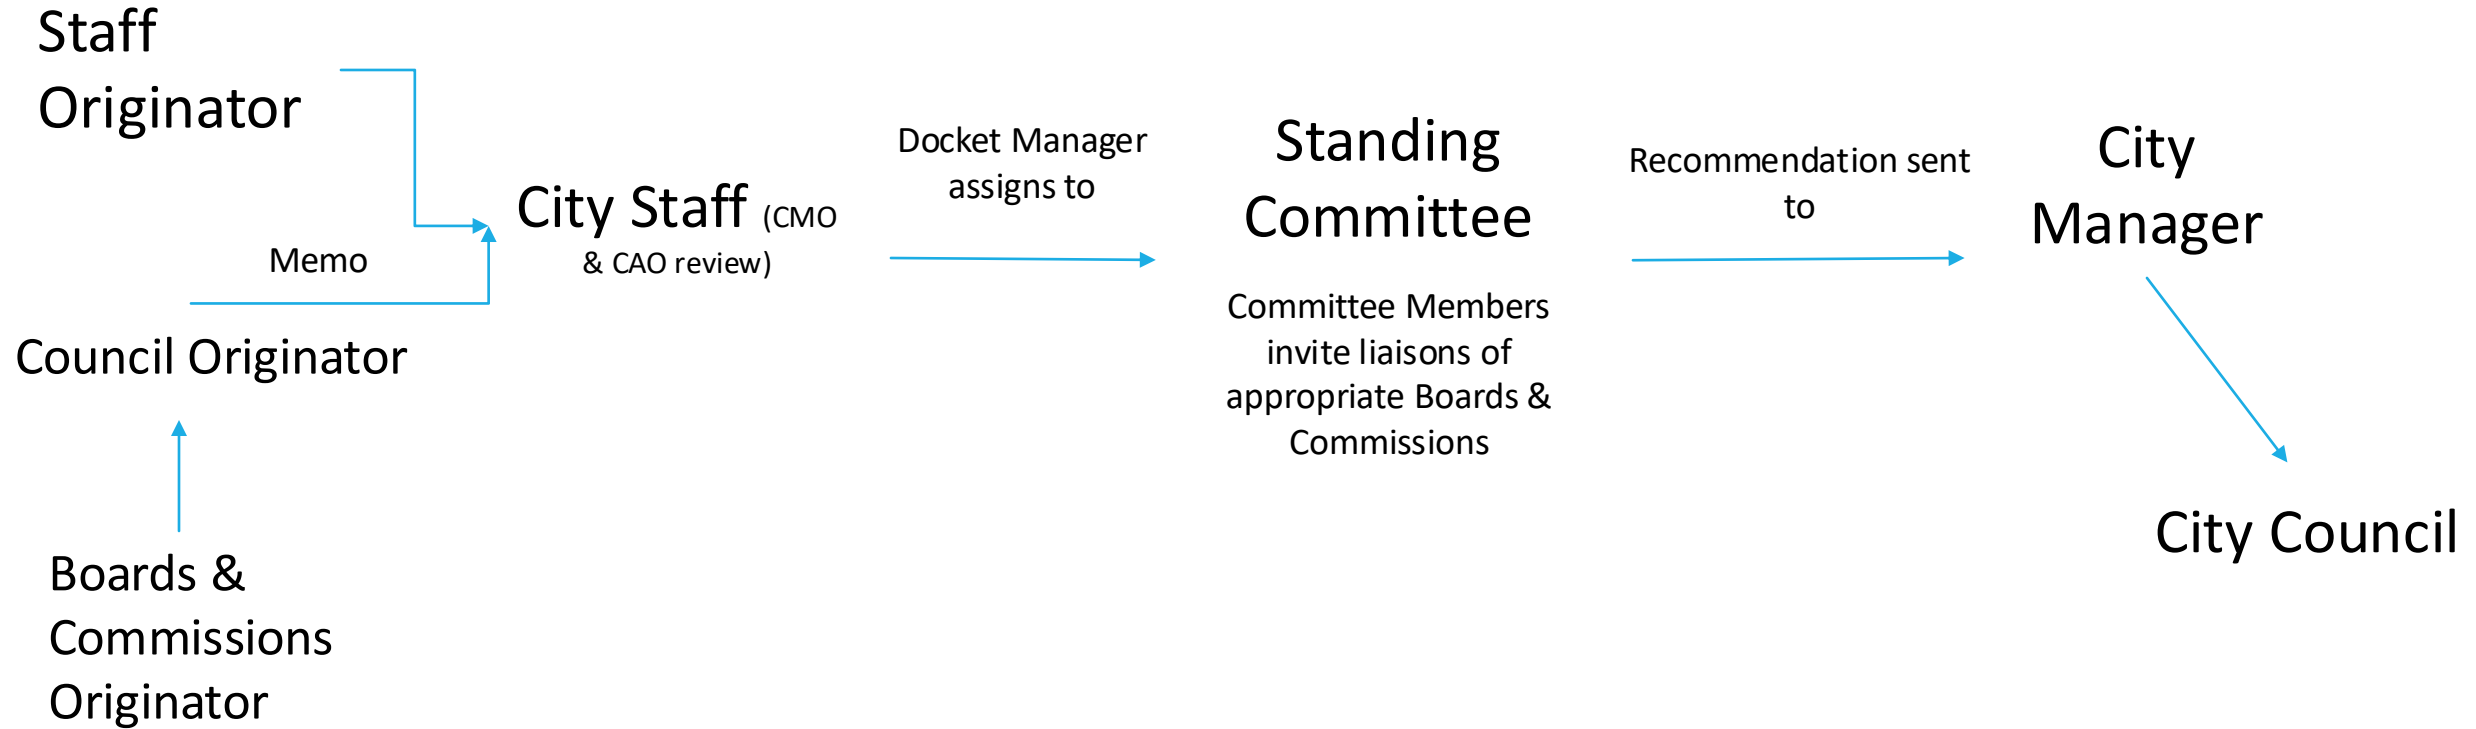 Staff
Originator
Memo
Council Originator
Boards &
Commissions
Originator
City Staff (CMO
& CAO review)
Docket Manager
assigns to
Standing
Committee
Committee Members
invite liaisons of
appropriate Boards &
Commissions
Recommendation sent
to
City
Manager
City Council